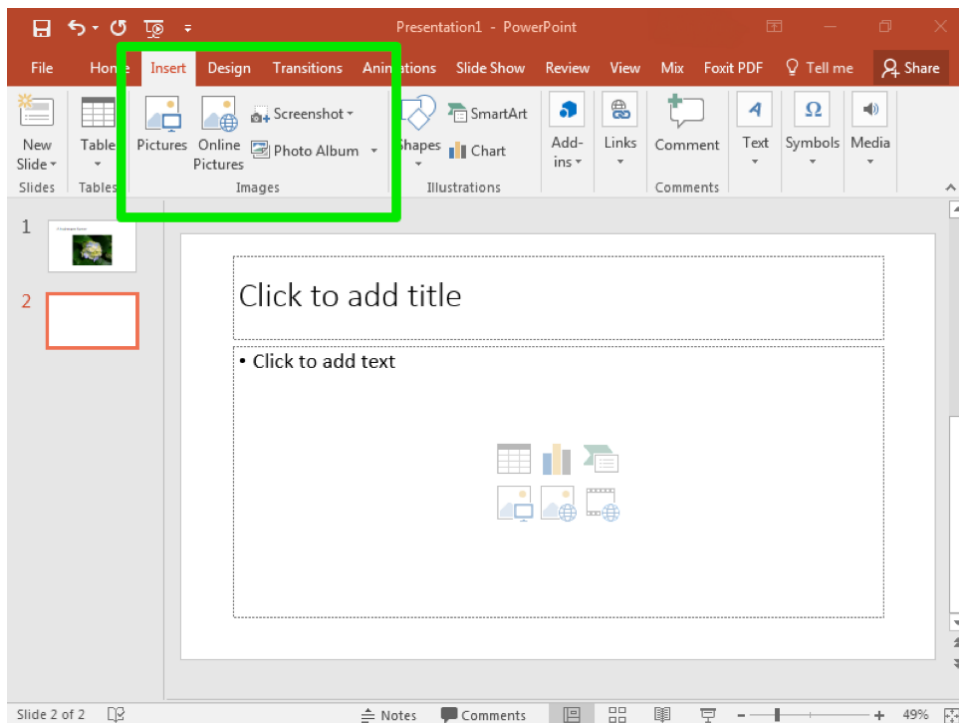 Presentation1 - PowerPoint
File Home Insert Design Transitions Animations Slide Show Review View Mix Foxit PDF Tell me Share
New Slide
Table
Pictures
Online Pictures
Screenshot
Photo Album
Shapes
SmartArt
Chart
Add-ins
Links
Comment
Text
Symbols
Media
Slides Tables Images Illustrations Comments
1
2
Click to add title
• Click to add text
Slide 2 of 2 Notes Comments 49%